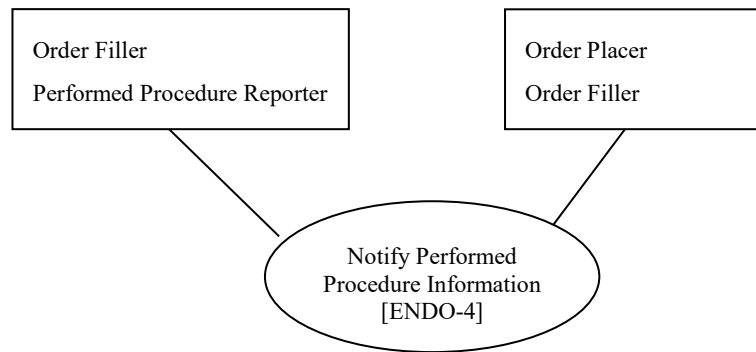 Order Filler
Performed Procedure Reporter
Order Placer
Order Filler
Notify Performed
Procedure Information
[ENDO-4]